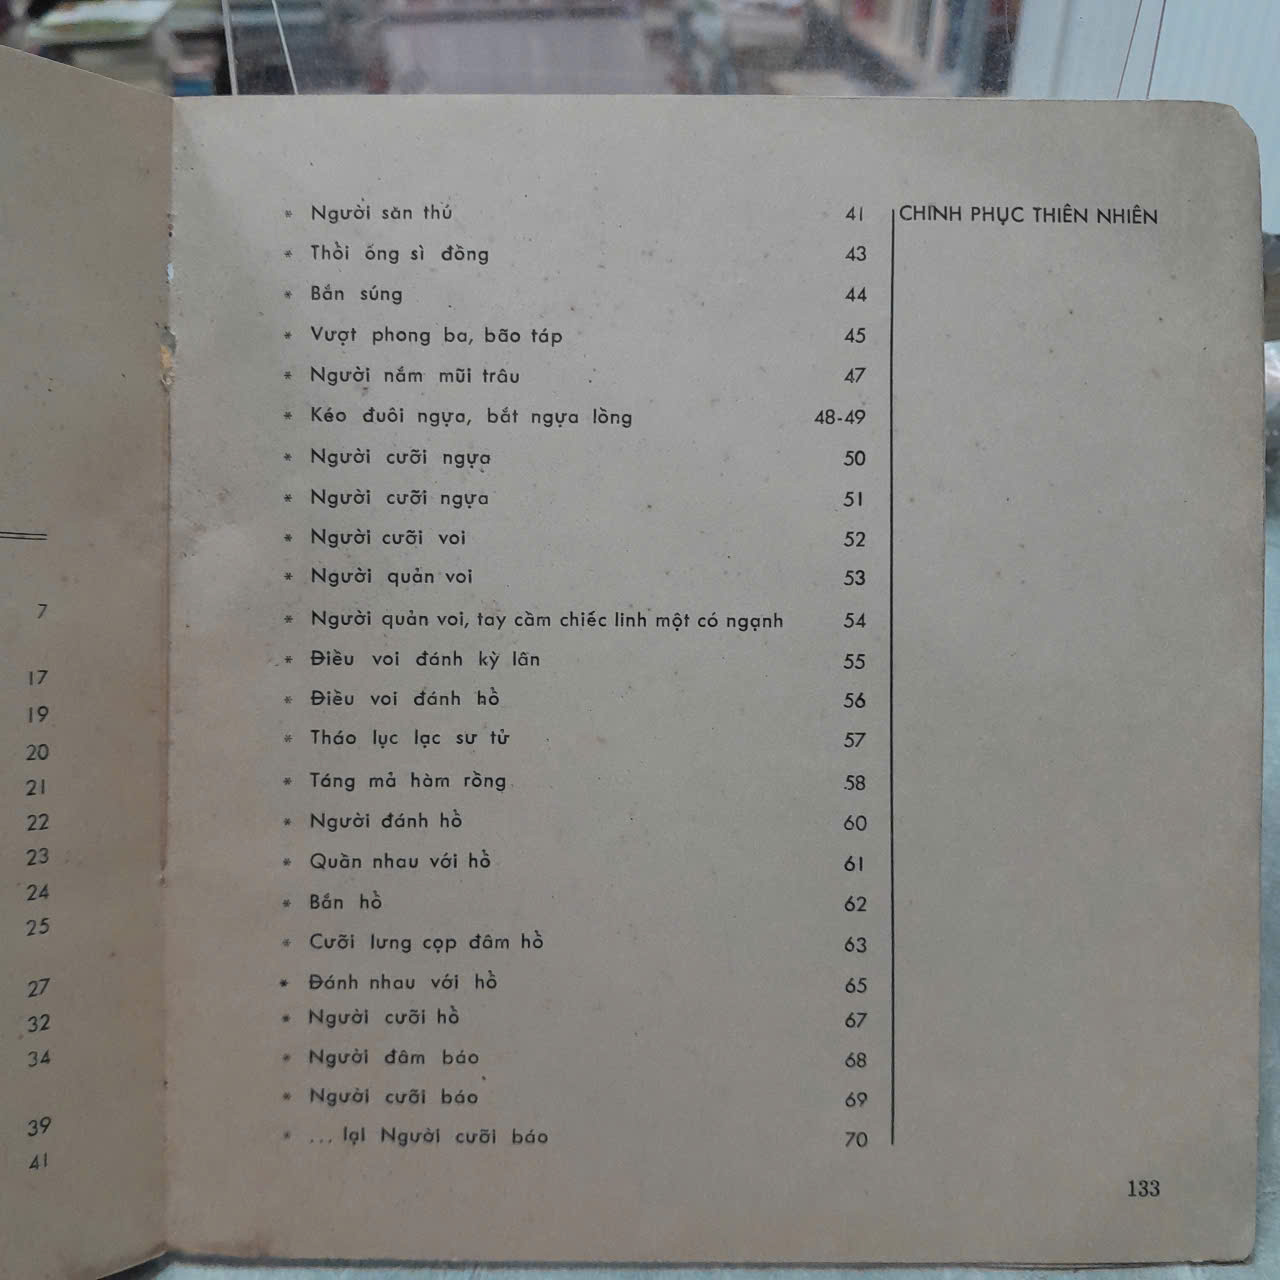 7
17
19
20
21
22
23
24
25
27
32
34
39
41
CHINH PHỤC THIÊN NHIÊN
* Người săn thú 41
* Thổi ống sì đồng 43
* Bắn súng 44
* Vượt phong ba, bão táp 45
* Người nắm mũi trâu 47
* Kéo đuôi ngựa, bắt ngựa lồng 48-49
* Người cưỡi ngựa 50
* Người cưỡi ngựa 51
* Người cưỡi voi 52
* Người quản voi 53
* Người quản voi, tay cầm chiếc linh một có ngạnh 54
* Điều voi đánh kỳ lân 55
* Điều voi đánh hổ 56
* Tháo lục lạc sư tử 57
* Táng mả hàm rồng 58
* Người đánh hổ 60
* Quần nhau với hổ 61
* Bắn hổ 62
* Cưỡi lưng cọp đâm hổ 63
* Đánh nhau với hổ 65
* Người cưỡi hổ 67
* Người đâm báo 68
* Người cưỡi báo 69
* ... lại Người cưỡi báo 70
133